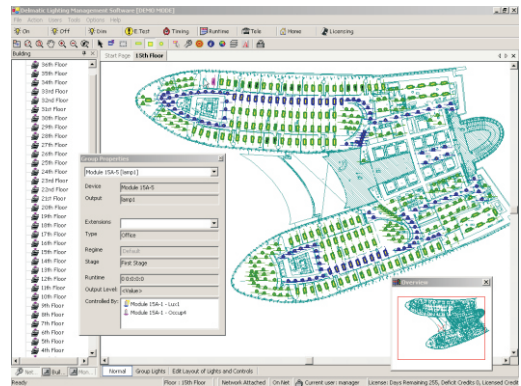 Delmatic Lighting Management Software [DEMO MODE]
File Action Users Tools Options Help
On Off Dim E Test Timing Runtime Tels Home Licencing
Building
Start Page 15th Floor
36th Floor
35th Floor
34th Floor
33rd Floor
32nd Floor
31st Floor
30th Floor
29th Floor
28th Floor
27th Floor
26th Floor
25th Floor
24th Floor
23rd Floor
22nd Floor
21st Floor
20th Floor
19th Floor
18th Floor
17th Floor
16th Floor
15th Floor
14th Floor
13th Floor
12th Floor
11th Floor
10th Floor
9th Floor
8th Floor
7th Floor
6th Floor
5th Floor
4th Floor
Group Properties
Module 15A-5 [lamp1]
Device Module 15A-5
Output lamp1
Extensions
Type Office
Regime (Default)
Stage First Stage
Runtime 0:0:0:0
Output Level: <Value>
Controlled By: Module 15A-1 - Lux1
Module 15A-1 - Occup4
Overview
Net... Buil Mon...
Normal Group Lights Edit Layout of Lights and Controls
Ready Floor : 15th Floor Network Attached On Net Current user : manager License: Days Remaining 255, Deficit Credits 0, Licensed Credit